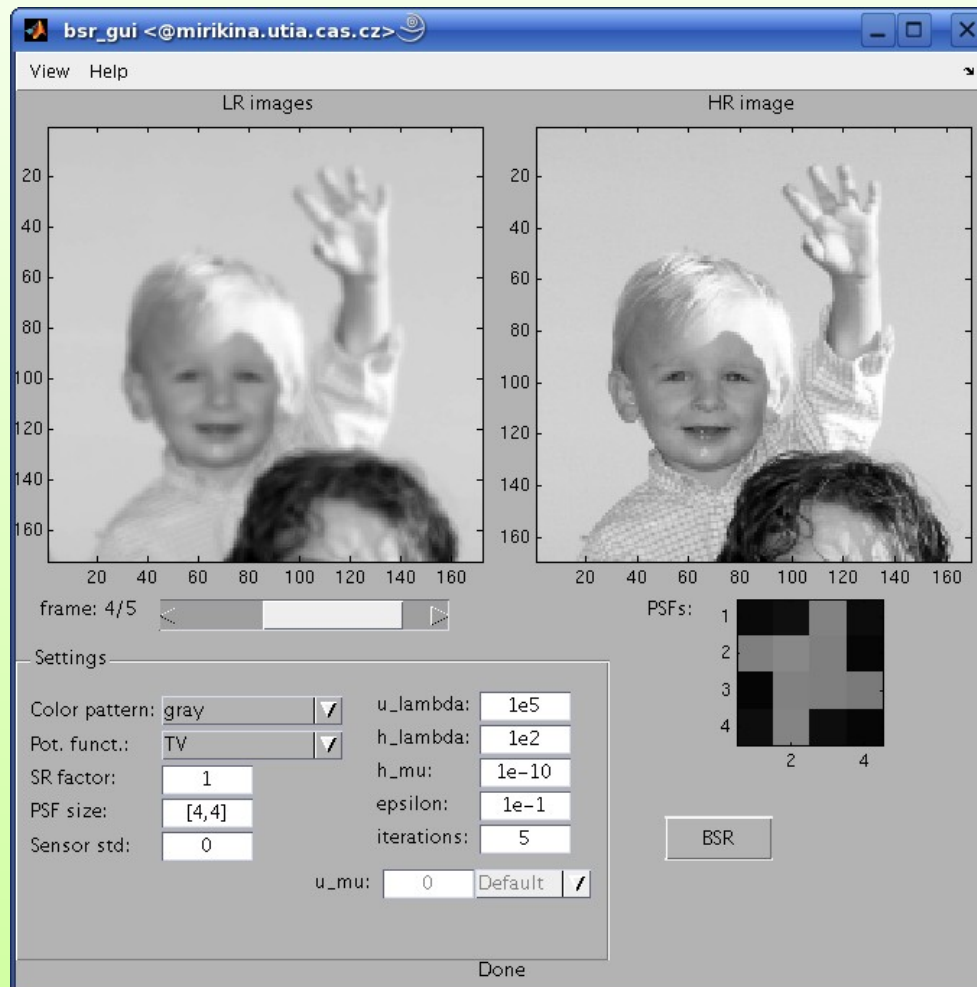 bsr_gui <@mirikina.utia.cas.cz>
View Help
LR images HR image
20 20
40 40
60 60
80 80
100 100
120 120
140 140
160 160
20 40 60 80 100 120 140 160 20 40 60 80 100 120 140 160
frame: 4/5 PSFs: 1
2
3
4
2 4
Settings
Color pattern: gray u_lambda: 1e5
Pot. funct.: TV h_lambda: 1e2
SR factor: 1 h_mu: 1e-10
PSF size: [4,4] epsilon: 1e-1
Sensor std: 0 iterations: 5
BSR
u_mu: 0 Default
Done